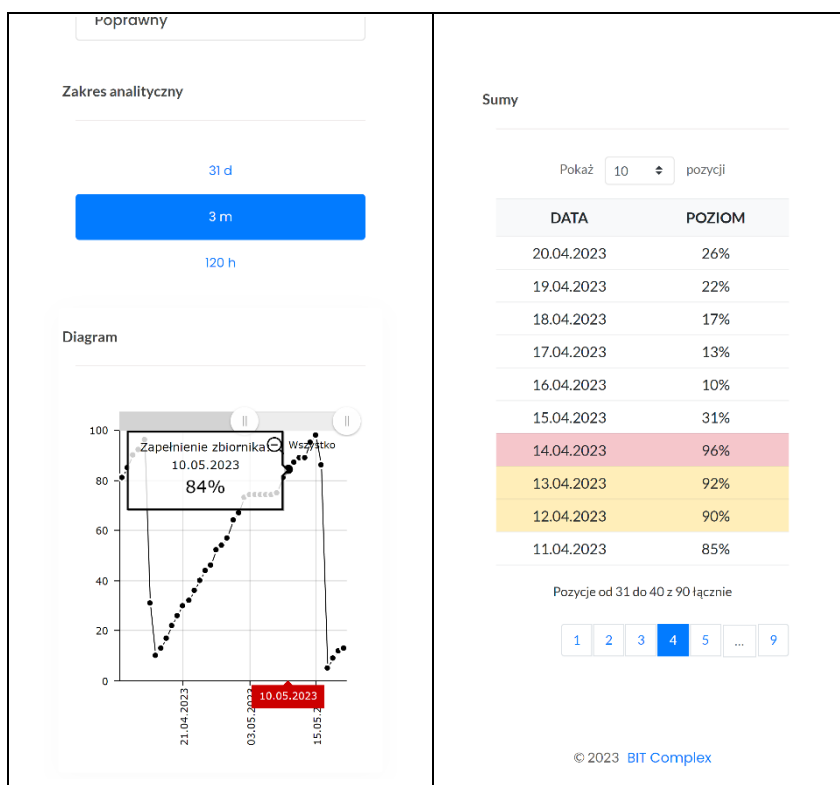 Poprawny
Zakres analityczny
31 d
3 m
120 h
Diagram
100
80
60
40
20
0
Zapełnienie zbiornika:
10.05.2023
84%
Wszystko
21.04.2023
03.05.2023
10.05.2023
15.05.2
Sumy
Pokaż 10 pozycji
DATA POZIOM
20.04.2023 26%
19.04.2023 22%
18.04.2023 17%
17.04.2023 13%
16.04.2023 10%
15.04.2023 31%
14.04.2023 96%
13.04.2023 92%
12.04.2023 90%
11.04.2023 85%
Pozycje od 31 do 40 z 90 łącznie
1 2 3 4 5 ... 9
© 2023 BIT Complex